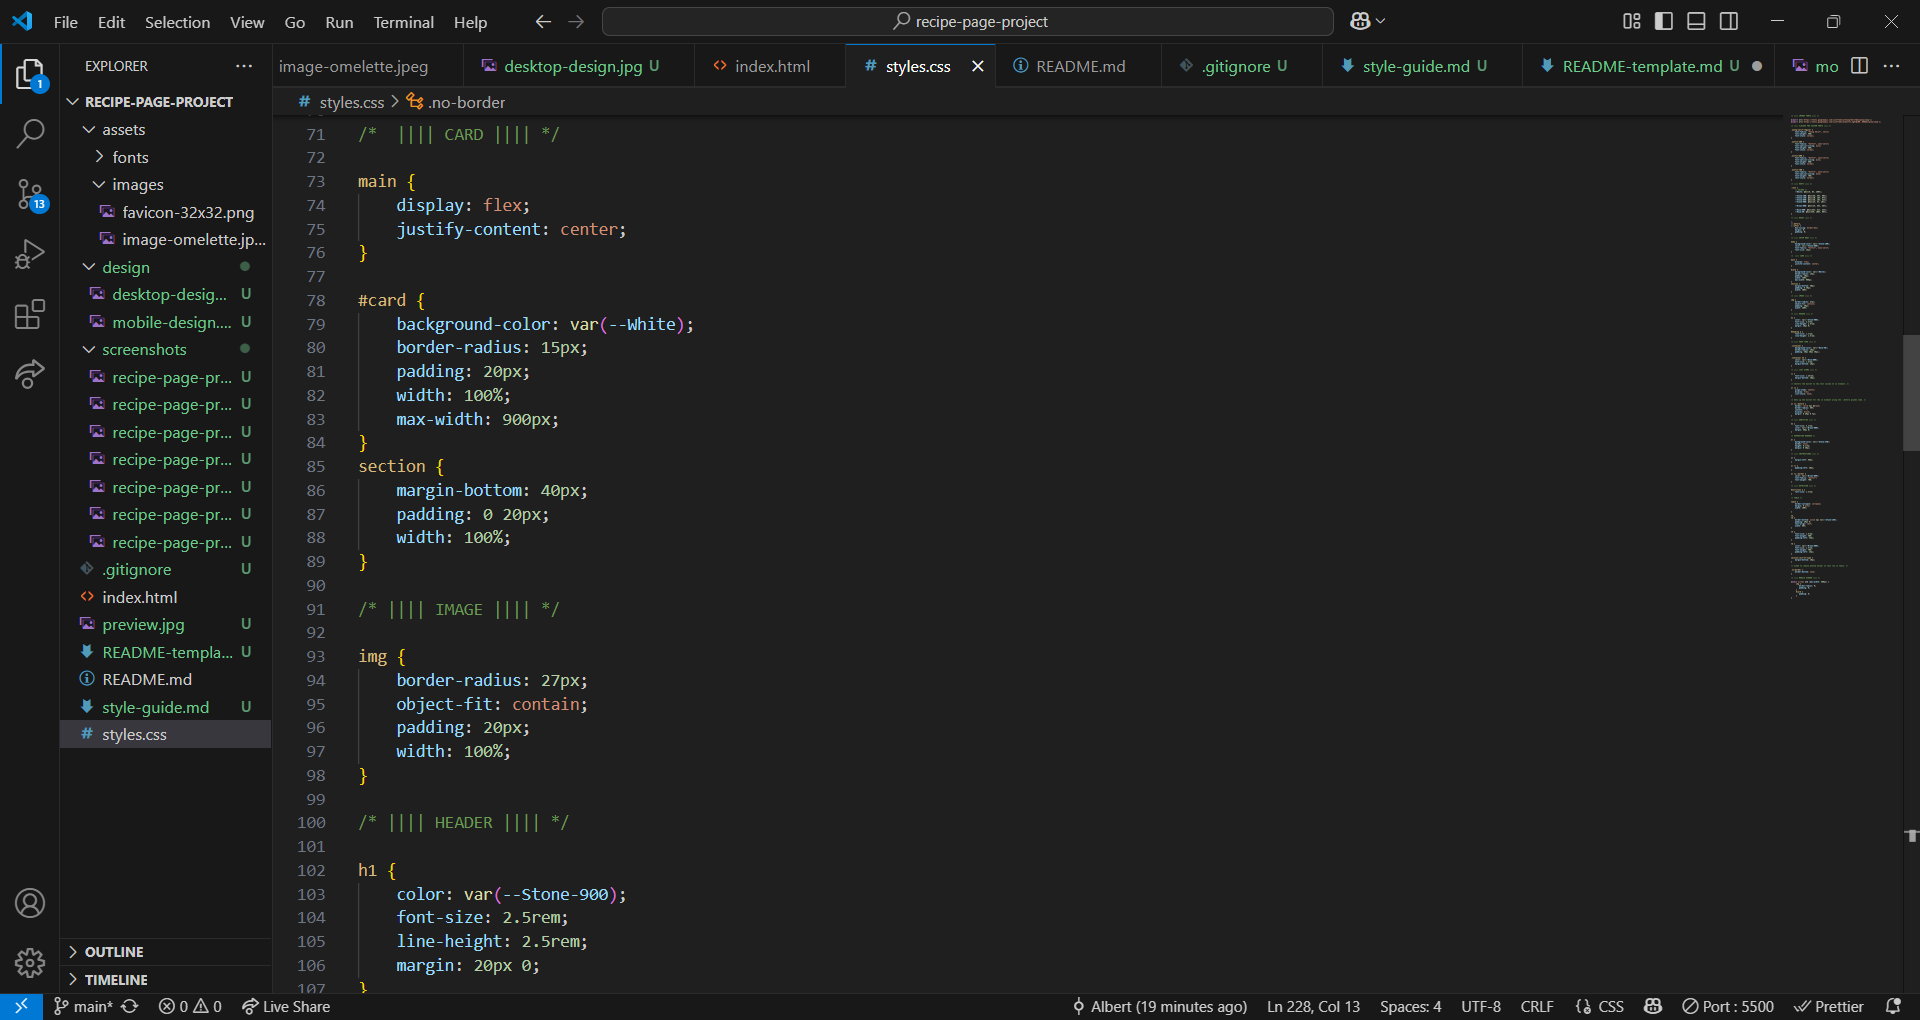 File Edit Selection View Go Run Terminal Help
recipe-page-project
EXPLORER
image-omelette.jpeg
desktop-design.jpg U
index.html
styles.css
README.md
.gitignore U
style-guide.md U
README-template.md U
mo
styles.css > .no-border
1
13
RECIPE-PAGE-PROJECT
assets
fonts
images
favicon-32x32.png
image-omelette.jp...
design
desktop-desig... U
mobile-design.... U
screenshots
recipe-page-pr... U
recipe-page-pr... U
recipe-page-pr... U
recipe-page-pr... U
recipe-page-pr... U
recipe-page-pr... U
recipe-page-pr... U
.gitignore U
index.html
preview.jpg U
README-templa... U
README.md
style-guide.md U
styles.css
OUTLINE
TIMELINE
71 /*  |||| CARD |||| */
72
73 main {
74     display: flex;
75     justify-content: center;
76 }
77
78 #card {
79     background-color: var(--White);
80     border-radius: 15px;
81     padding: 20px;
82     width: 100%;
83     max-width: 900px;
84 }
85 section {
86     margin-bottom: 40px;
87     padding: 0 20px;
88     width: 100%;
89 }
90
91 /* |||| IMAGE |||| */
92
93 img {
94     border-radius: 27px;
95     object-fit: contain;
96     padding: 20px;
97     width: 100%;
98 }
99
100 /* |||| HEADER |||| */
101
102 h1 {
103     color: var(--Stone-900);
104     font-size: 2.5rem;
105     line-height: 2.5rem;
106     margin: 20px 0;
107 }
main* 0 0 Live Share
Albert (19 minutes ago) Ln 228, Col 13 Spaces: 4 UTF-8 CRLF {} CSS Port : 5500 Prettier